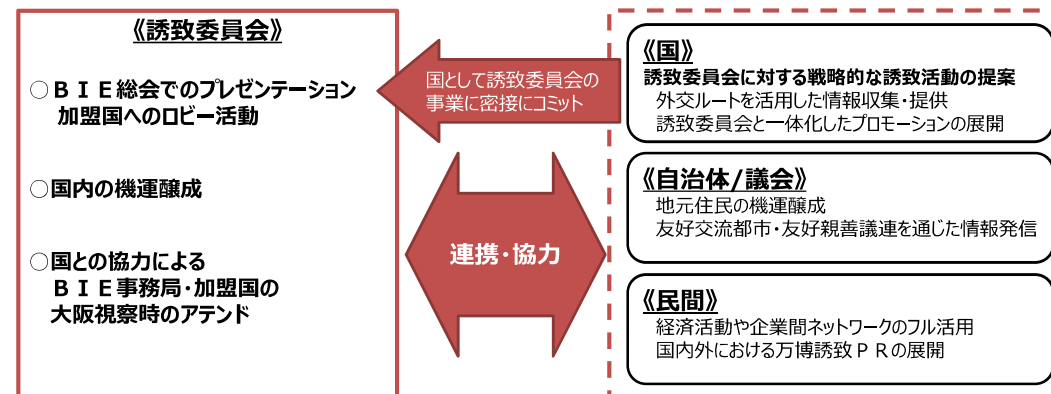 《誘致委員会》
○ＢＩＥ総会でのプレゼンテーション
加盟国へのロビー活動
○国内の機運醸成
○国との協力による
ＢＩＥ事務局・加盟国の
大阪視察時のアテンド
国として誘致委員会の
事業に密接にコミット
連携・協力
《国》
誘致委員会に対する戦略的な誘致活動の提案
外交ルートを活用した情報収集・提供
誘致委員会と一体化したプロモーションの展開
《自治体/議会》
地元住民の機運醸成
友好交流都市・友好親善議連を通じた情報発信
《民間》
経済活動や企業間ネットワークのフル活用
国内外における万博誘致ＰＲの展開